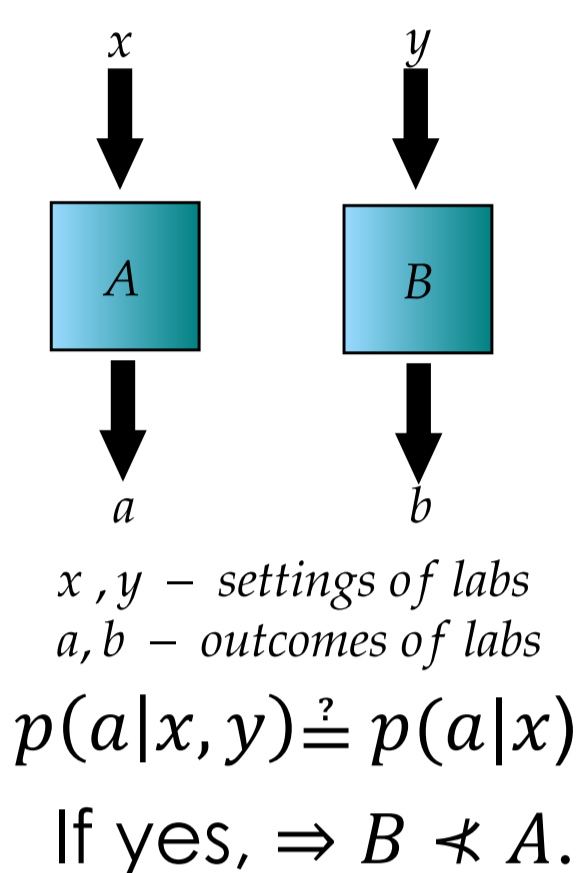 x y
A B
a b
x , y – settings of labs
a, b – outcomes of labs
p(a|x, y) ≟ p(a|x)
If yes, ⇒ B ⊀ A.